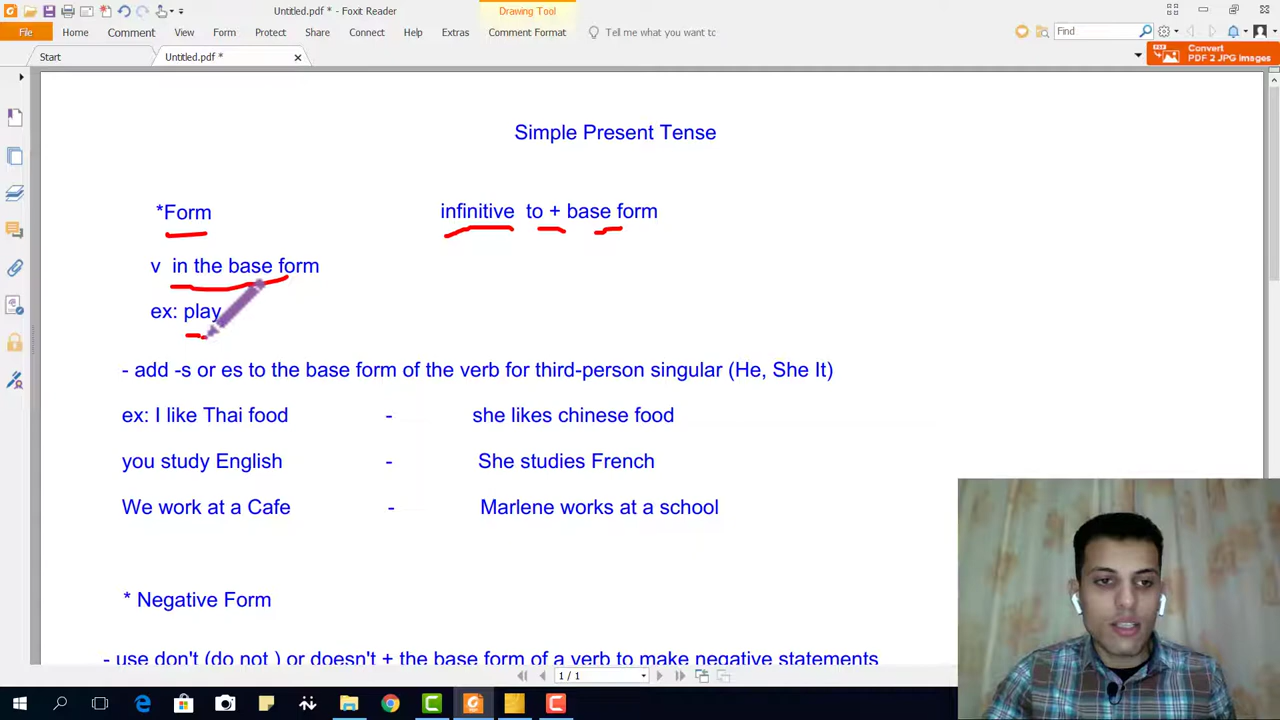 Untitled.pdf * - Foxit Reader
Drawing Tool
File Home Comment View Form Protect Share Connect Help Extras Comment Format Tell me what you want to Find
Start Untitled.pdf *
Convert
PDF 2 JPG Images
Simple Present Tense
*Form infinitive to + base form
v in the base form
ex: play
- add -s or es to the base form of the verb for third-person singular (He, She It)
ex: I like Thai food - she likes chinese food
you study English - She studies French
We work at a Cafe - Marlene works at a school
* Negative Form
- use don't (do not ) or doesn't + the base form of a verb to make negative statements
1 / 1